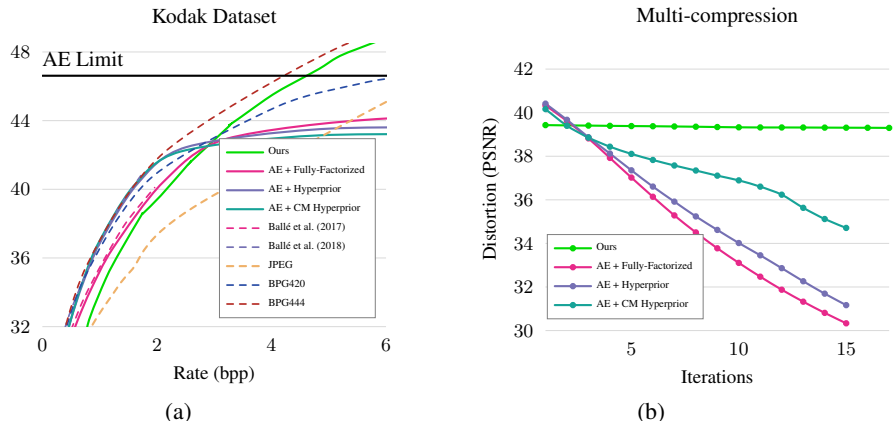 Kodak Dataset
48
AE Limit
44
40
36
32
0
2
4
6
Rate (bpp)
Ours
AE + Fully-Factorized
AE + Hyperprior
AE + CM Hyperprior
Ballé et al. (2017)
Ballé et al. (2018)
JPEG
BPG420
BPG444
(a)
Multi-compression
Distortion (PSNR)
42
40
38
36
34
32
30
5
10
15
Iterations
Ours
AE + Fully-Factorized
AE + Hyperprior
AE + CM Hyperprior
(b)